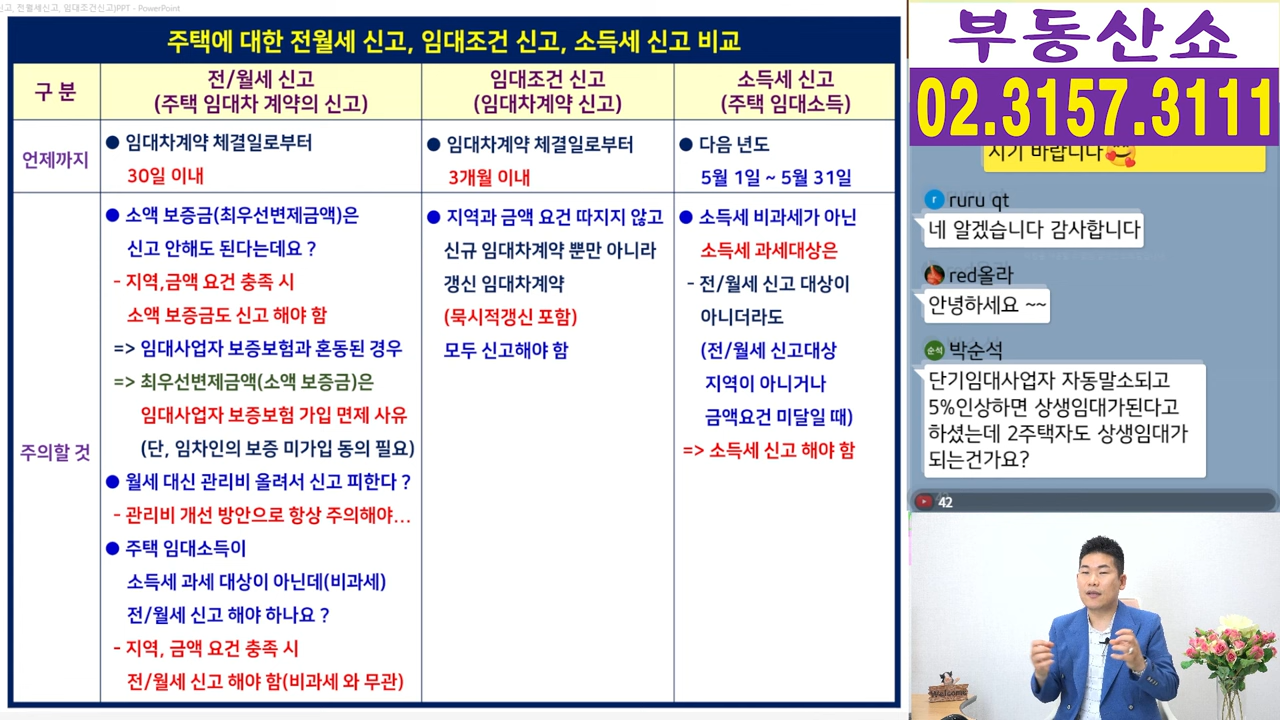 신고, 전월세신고, 임대조건신고)PPT - PowerPoint
주택에 대한 전월세 신고, 임대조건 신고, 소득세 신고 비교
구 분
전/월세 신고
(주택 임대차 계약의 신고)
임대조건 신고
(임대차계약 신고)
소득세 신고
(주택 임대소득)
언제까지
● 임대차계약 체결일로부터
30일 이내
● 임대차계약 체결일로부터
3개월 이내
● 다음 년도
5월 1일 ~ 5월 31일
주의할 것
● 소액 보증금(최우선변제금액)은
신고 안해도 된다는데요 ?
- 지역,금액 요건 충족 시
소액 보증금도 신고 해야 함
=> 임대사업자 보증보험과 혼동된 경우
=> 최우선변제금액(소액 보증금)은
임대사업자 보증보험 가입 면제 사유
(단, 임차인의 보증 미가입 동의 필요)
● 월세 대신 관리비 올려서 신고 피한다 ?
- 관리비 개선 방안으로 항상 주의해야...
● 주택 임대소득이
소득세 과세 대상이 아닌데(비과세)
전/월세 신고 해야 하나요 ?
- 지역, 금액 요건 충족 시
전/월세 신고 해야 함(비과세 와 무관)
● 지역과 금액 요건 따지지 않고
신규 임대차계약 뿐만 아니라
갱신 임대차계약
(묵시적갱신 포함)
모두 신고해야 함
● 소득세 비과세가 아닌
소득세 과세대상은
- 전/월세 신고 대상이
아니더라도
(전/월세 신고대상
지역이 아니거나
금액요건 미달일 때)
=> 소득세 신고 해야 함
부동산쇼
02.3157.3111
시기 바랍니다
r ruru qt
네 알겠습니다 감사합니다
red올라
안녕하세요 ~~
순석 박순석
단기임대사업자 자동말소되고
5%인상하면 상생임대가된다고
하셨는데 2주택자도 상생임대가
되는건가요?
42
Welcome